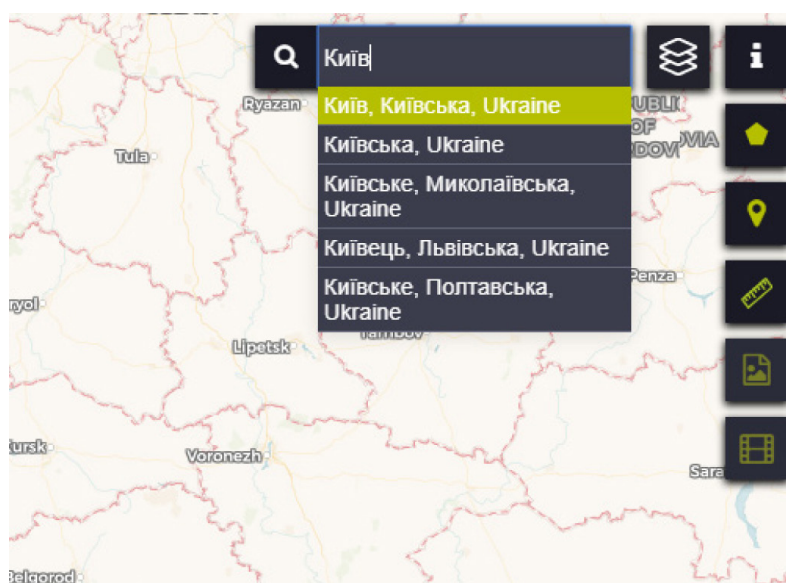 Київ
Київ, Київська, Ukraine
Київська, Ukraine
Київське, Миколаївська,
Ukraine
Київець, Львівська, Ukraine
Київське, Полтавська,
Ukraine
i
Ryazan
Tula
Penza
Lipetsk
Tambov
Voronezh
Belgorod